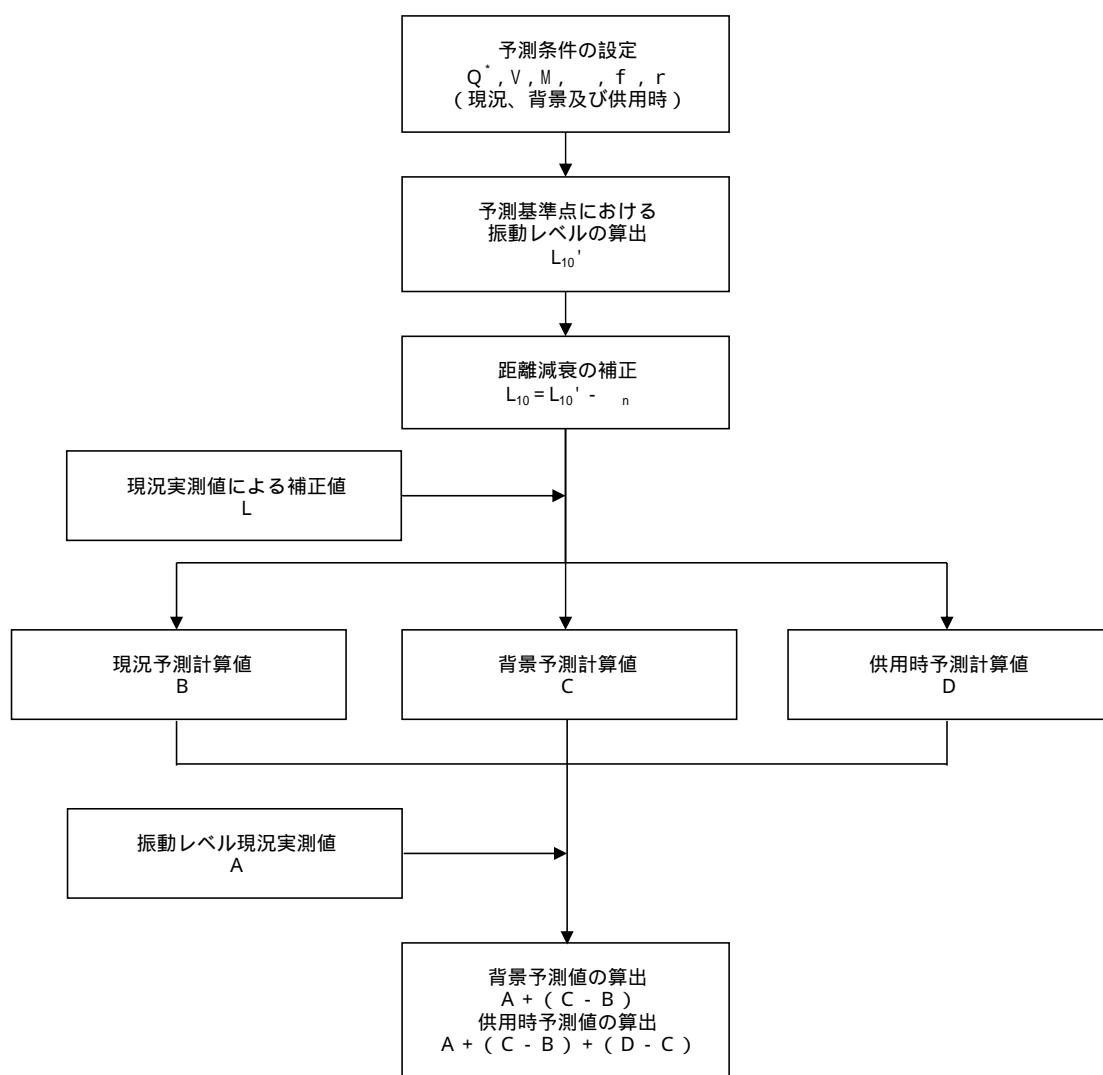 予測条件の設定
Q*, V, M,　, f, r
(現況、背景及び供用時)
予測基準点における
振動レベルの算出
L10'
距離減衰の補正
L10 = L10' -　n
現況実測値による補正値
L
現況予測計算値
B
背景予測計算値
C
供用時予測計算値
D
振動レベル現況実測値
A
背景予測値の算出
A + ( C - B )
供用時予測値の算出
A + ( C - B ) + ( D - C )